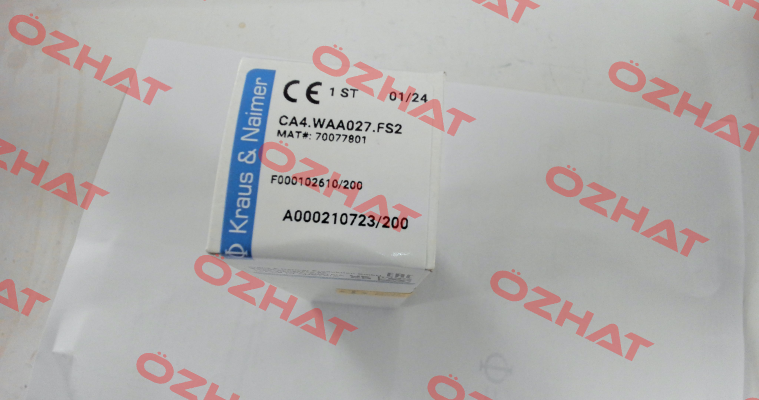 CE 1 ST 01/24
CA4.WAA027.FS2
MAT#: 70077801
F000102610/200
A000210723/200
Kraus & Naimer
ÖZHAT
ÖZHAT
ÖZHAT
ÖZHAT
ÖZHAT
ÖZHAT
ÖZHAT
ÖZHAT
ÖZHAT
ÖZHAT